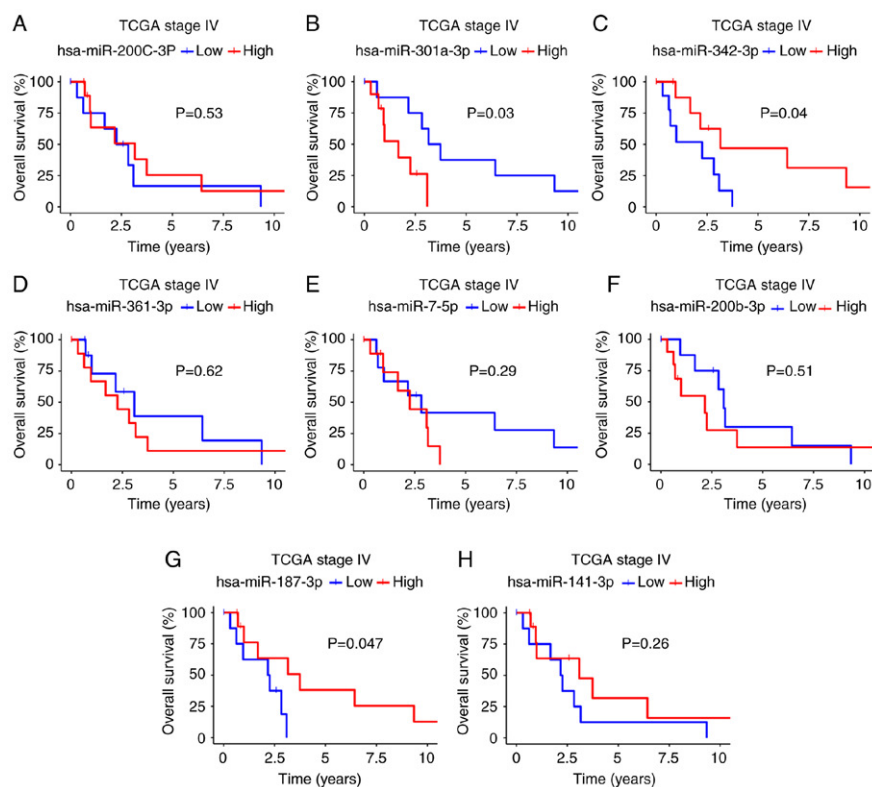 A
TCGA stage IV
hsa-miR-200C-3P Low High
Overall survival (%)
100
75
50
25
0
P=0.53
0 2.5 5 7.5 10
Time (years)
B
TCGA stage IV
hsa-miR-301a-3p Low High
Overall survival (%)
100
75
50
25
0
P=0.03
0 2.5 5 7.5 10
Time (years)
C
TCGA stage IV
hsa-miR-342-3p Low High
Overall survival (%)
100
75
50
25
0
P=0.04
0 2.5 5 7.5 10
Time (years)
D
TCGA stage IV
hsa-miR-361-3p Low High
Overall survival (%)
100
75
50
25
0
P=0.62
0 2.5 5 7.5 10
Time (years)
E
TCGA stage IV
hsa-miR-7-5p Low High
Overall survival (%)
100
75
50
25
0
P=0.29
0 2.5 5 7.5 10
Time (years)
F
TCGA stage IV
hsa-miR-200b-3p Low High
Overall survival (%)
100
75
50
25
0
P=0.51
0 2.5 5 7.5 10
Time (years)
G
TCGA stage IV
hsa-miR-187-3p Low High
Overall survival (%)
100
75
50
25
0
P=0.047
0 2.5 5 7.5 10
Time (years)
H
TCGA stage IV
hsa-miR-141-3p Low High
Overall survival (%)
100
75
50
25
0
P=0.26
0 2.5 5 7.5 10
Time (years)